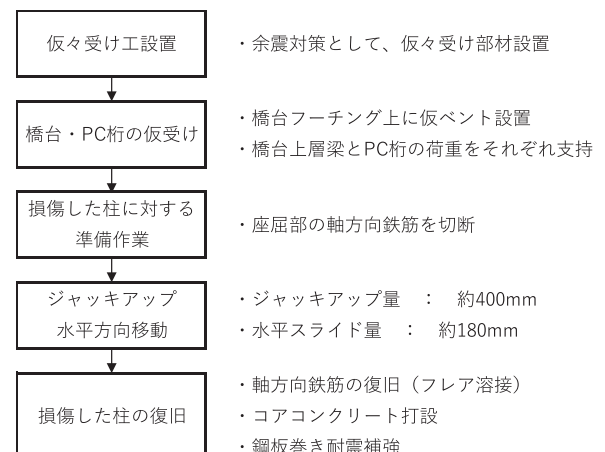 仮々受け工設置
・余震対策として、仮々受け部材設置
橋台・PC桁の仮受け
・橋台フーチング上に仮ベント設置
・橋台上層梁とPC桁の荷重をそれぞれ支持
損傷した柱に対する
準備作業
・座屈部の軸方向鉄筋を切断
ジャッキアップ
水平方向移動
・ジャッキアップ量　：　約400mm
・水平スライド量　：　約180mm
損傷した柱の復旧
・軸方向鉄筋の復旧（フレア溶接）
・コアコンクリート打設
・鋼板巻き耐震補強